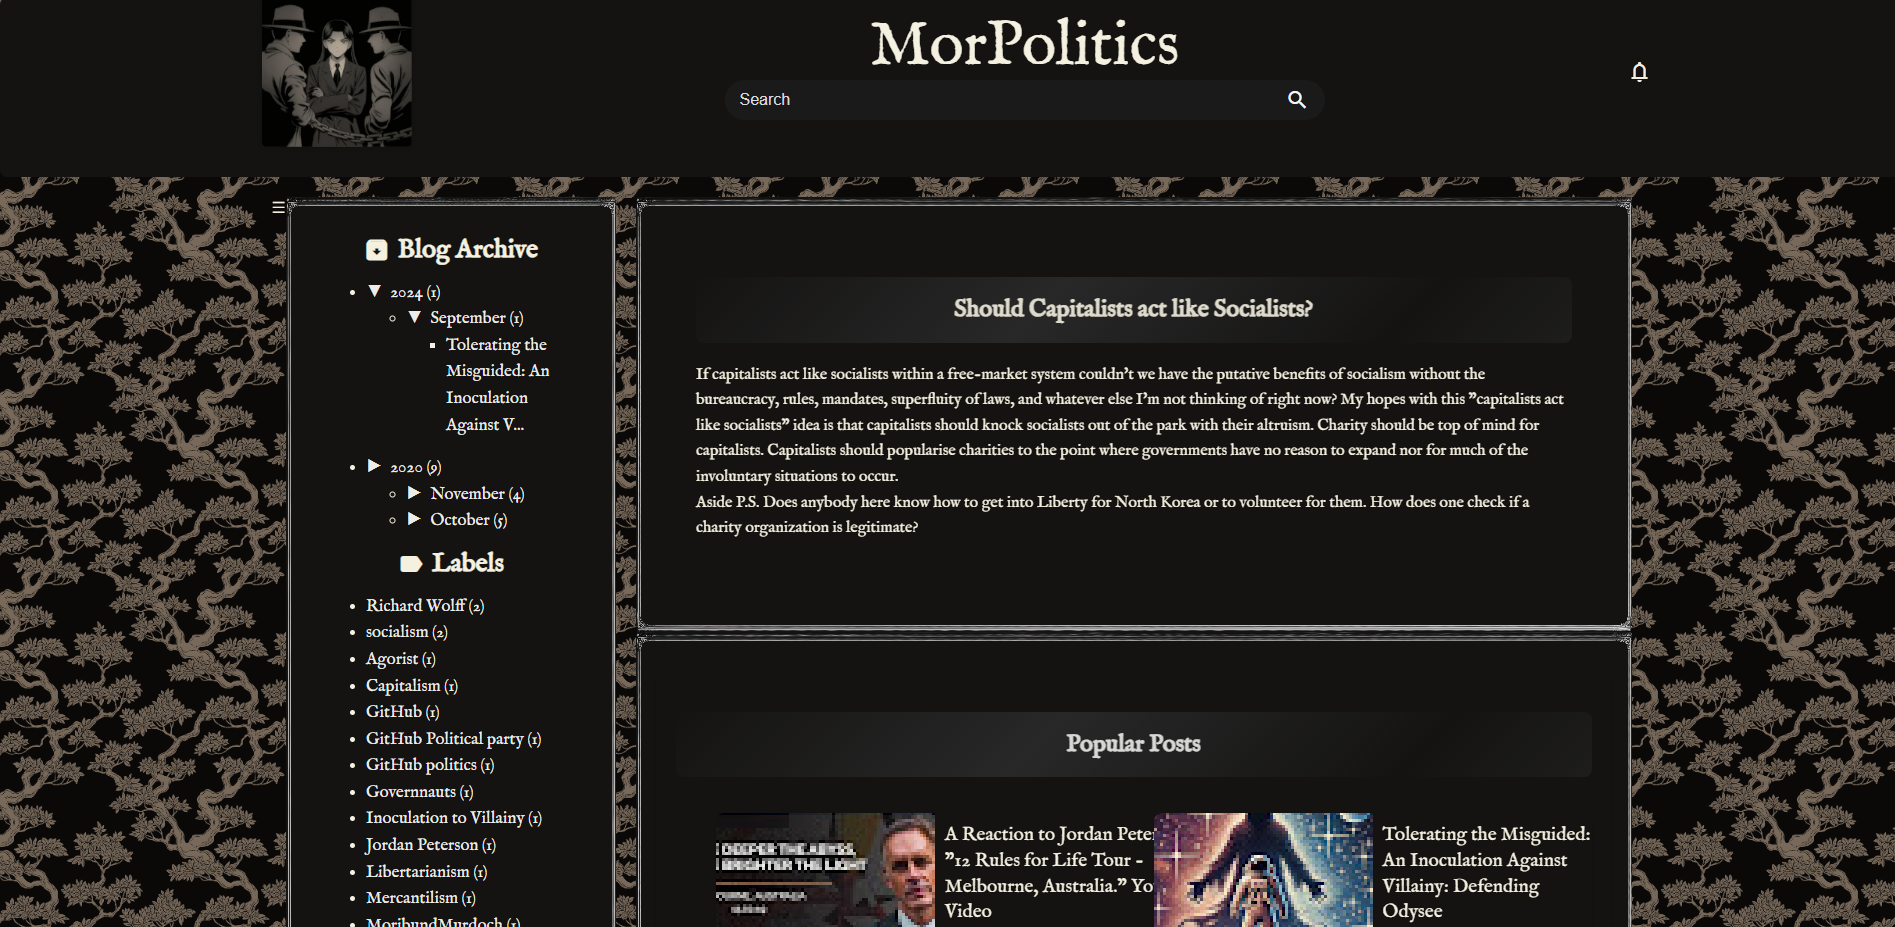 MorPolitics
Search
Blog Archive
2024 (1)
September (1)
Tolerating the
Misguided: An
Inoculation
Against V...
2020 (9)
November (4)
October (5)
Labels
Richard Wolff (2)
socialism (2)
Agorist (1)
Capitalism (1)
GitHub (1)
GitHub Political party (1)
GitHub politics (1)
Governnauts (1)
Inoculation to Villainy (1)
Jordan Peterson (1)
Libertarianism (1)
Mercantilism (1)
MoribundMurdoch (1)
Should Capitalists act like Socialists?
If capitalists act like socialists within a free-market system couldn't we have the putative benefits of socialism without the
bureaucracy, rules, mandates, superfluity of laws, and whatever else I'm not thinking of right now? My hopes with this "capitalists act
like socialists" idea is that capitalists should knock socialists out of the park with their altruism. Charity should be top of mind for
capitalists. Capitalists should popularise charities to the point where governments have no reason to expand nor for much of the
involuntary situations to occur.
Aside P.S. Does anybody here know how to get into Liberty for North Korea or to volunteer for them. How does one check if a
charity organization is legitimate?
Popular Posts
DEEPER THE ABYSS,
BRIGHTER THE LIGHT
A Reaction to Jordan Peter
"12 Rules for Life Tour -
Melbourne, Australia." Yo
Video
Tolerating the Misguided:
An Inoculation Against
Villainy: Defending
Odysee